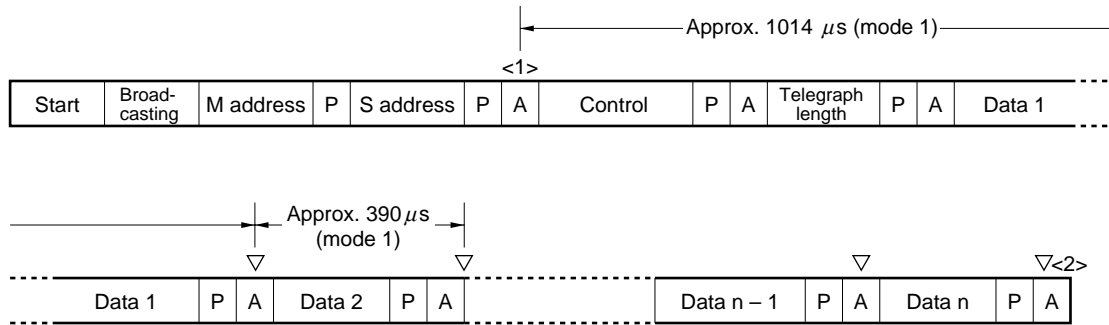 Approx. 1014 μs (mode 1)
<1>
Start Broad-casting M address P S address P A Control P A Telegraph length P A Data 1
Approx. 390 μs
(mode 1)
▽ ▽ ▽ ▽<2>
Data 1 P A Data 2 P A Data n – 1 P A Data n P A